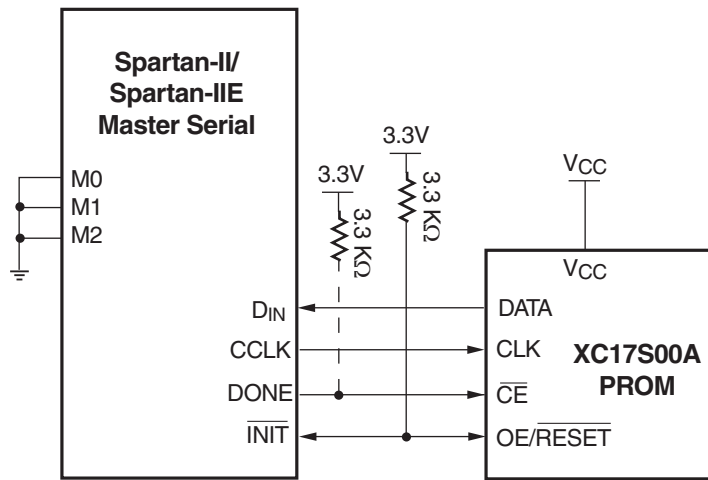 Spartan-II/
Spartan-IIE
Master Serial
M0
M1
M2
3.3V
3.3 KΩ
3.3V
3.3 KΩ
VCC
VCC
DIN
CCLK
DONE
INIT
DATA
CLK
CE
OE/RESET
XC17S00A
PROM